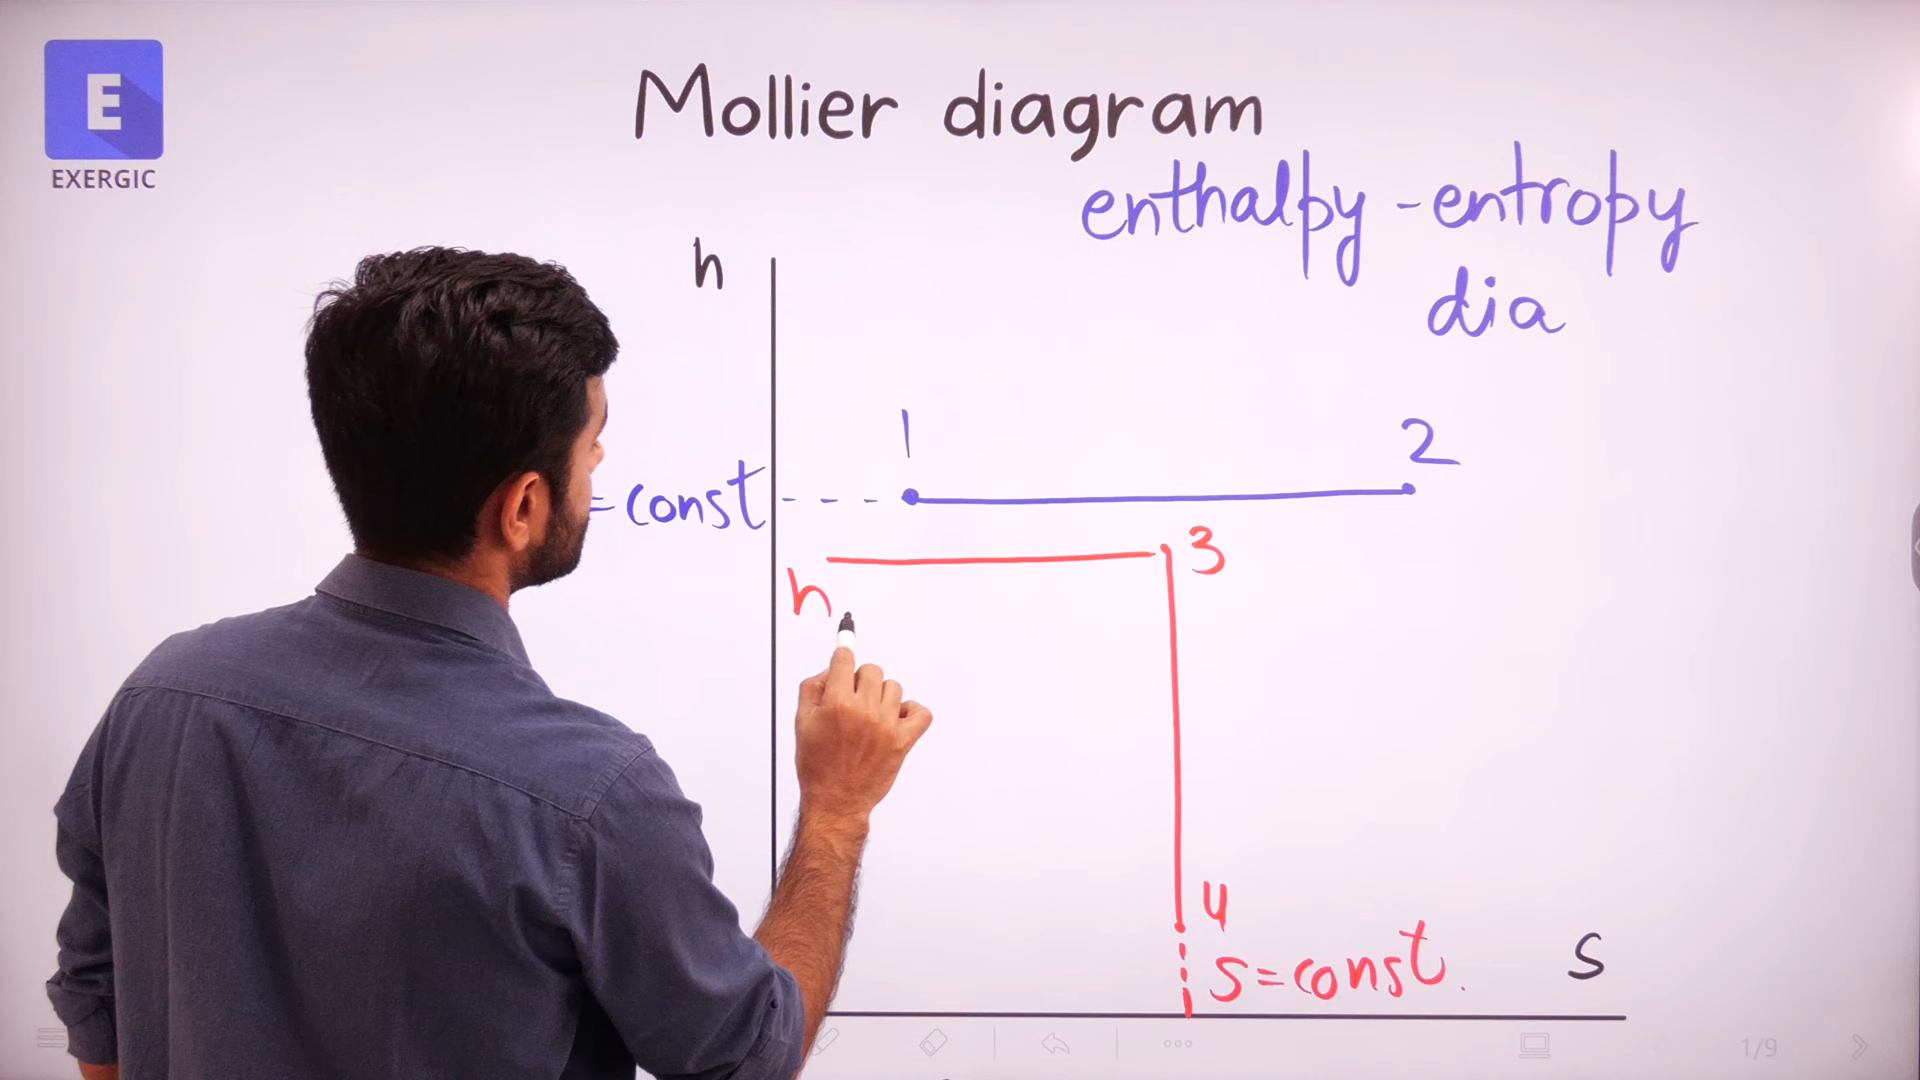 E
EXERGIC
Mollier diagram
enthalpy - entropy
dia
h
1
2
=const
3
h
4
s=const.
s
1/9